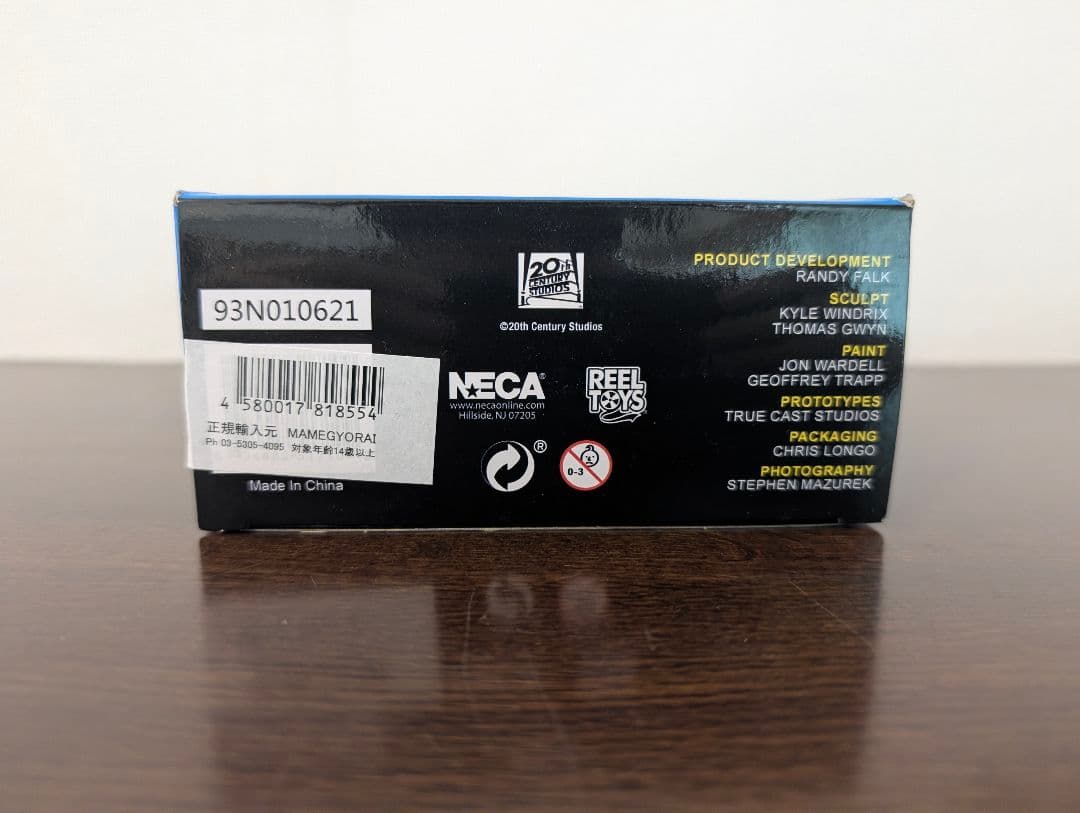 93N010621
4 580017 818554
正規輸入元 MAMEGYORAI
Ph 03-5305-4095 対象年齢14歳以上
Made In China
20th
CENTURY
STUDIOS
©20th Century Studios
NECA®
www.necaonline.com
Hillside, NJ 07205
REEL
TOYS
®
0-3
PRODUCT DEVELOPMENT
RANDY FALK
SCULPT
KYLE WINDRIX
THOMAS GWYN
PAINT
JON WARDELL
GEOFFREY TRAPP
PROTOTYPES
TRUE CAST STUDIOS
PACKAGING
CHRIS LONGO
PHOTOGRAPHY
STEPHEN MAZUREK